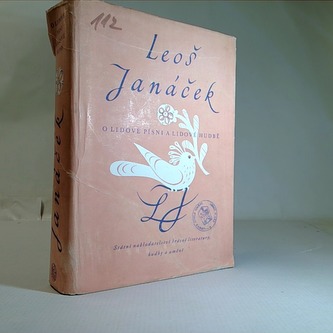 112
Leoš
Janáček
O LIDOVÉ PÍSNI A LIDOVÉ HUDBĚ
LJ
Státní nakladatelství krásné literatury,
hudby a umění
Janáček